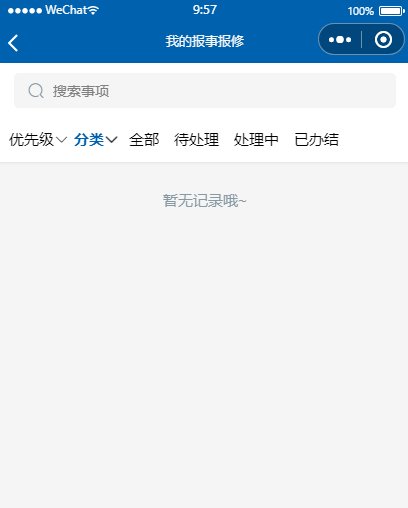 WeChat 9:57 100%
我的报事报修
搜索事项
优先级 分类 全部 待处理 处理中 已办结
暂无记录哦~